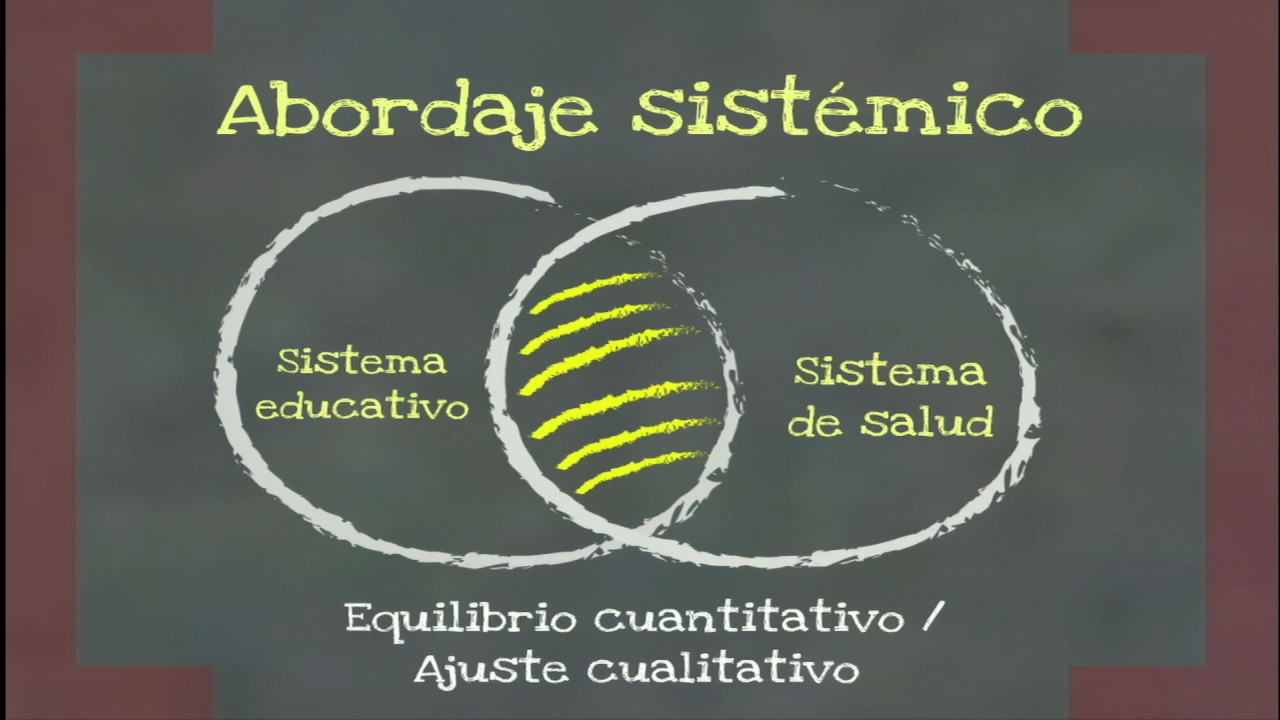 Abordaje sistémico
Sistema
educativo
Sistema
de salud
Equilibrio cuantitativo /
Ajuste cualitativo